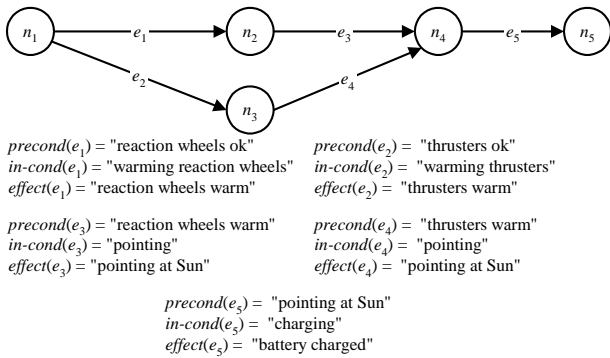 n1 e1 n2 e3 n4 e5 n5
e2 e4
n3
precond(e1) = "reaction wheels ok" precond(e2) = "thrusters ok"
in-cond(e1) = "warming reaction wheels" in-cond(e2) = "warming thrusters"
effect(e1) = "reaction wheels warm" effect(e2) = "thrusters warm"
precond(e3) = "reaction wheels warm" precond(e4) = "thrusters warm"
in-cond(e3) = "pointing" in-cond(e4) = "pointing"
effect(e3) = "pointing at Sun" effect(e4) = "pointing at Sun"
precond(e5) = "pointing at Sun"
in-cond(e5) = "charging"
effect(e5) = "battery charged"